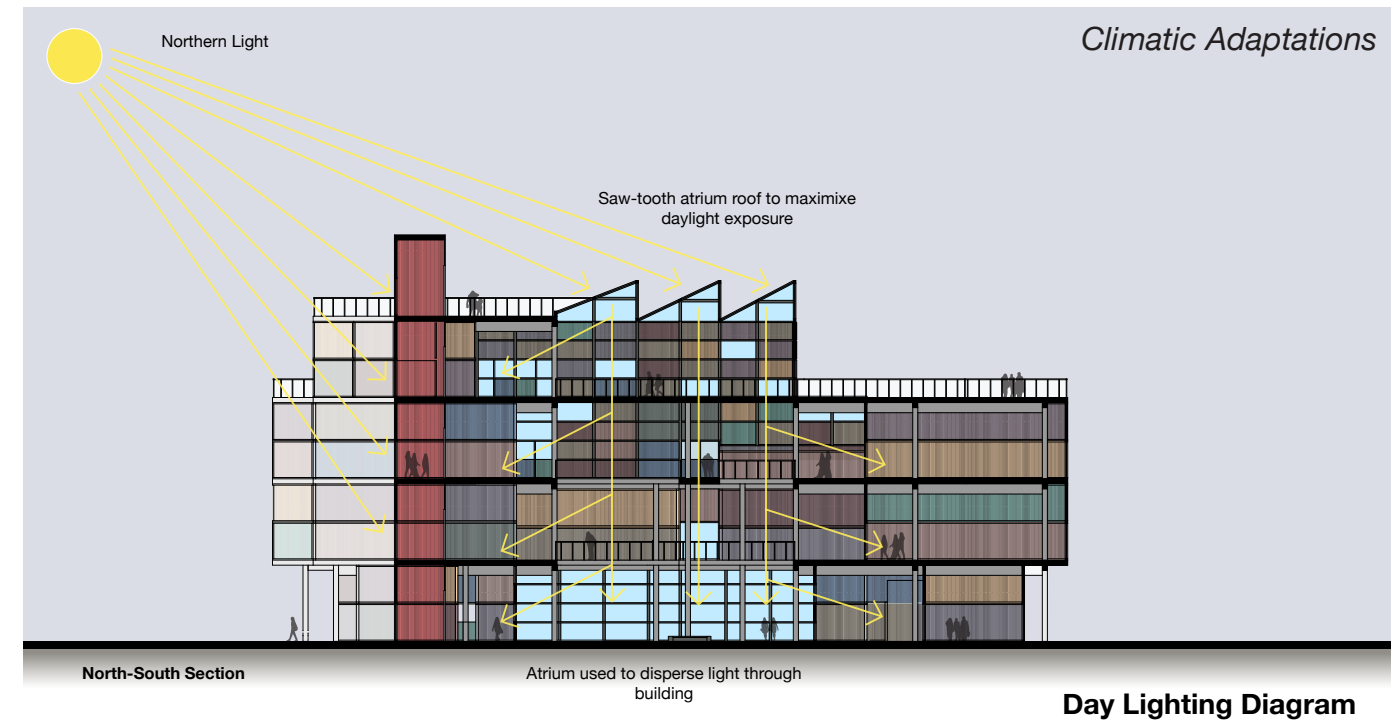 Northern Light
Climatic Adaptations
Saw-tooth atrium roof to maximixe
daylight exposure
North-South Section
Atrium used to disperse light through
building
Day Lighting Diagram